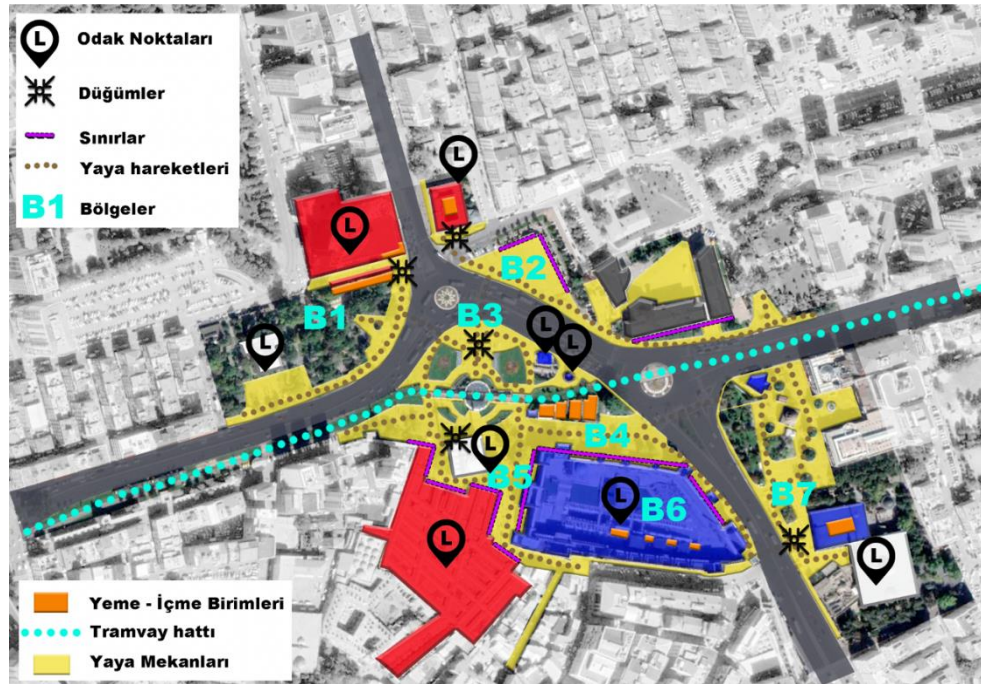 L Odak Noktaları
Düğümler
Sınırlar
Yaya hareketleri
B1 Bölgeler
L
L
B2
B1
B3
L
L
L
B4
L
B5
L
B6
B7
L
L
Yeme - İçme Birimleri
Tramvay hattı
Yaya Mekanları